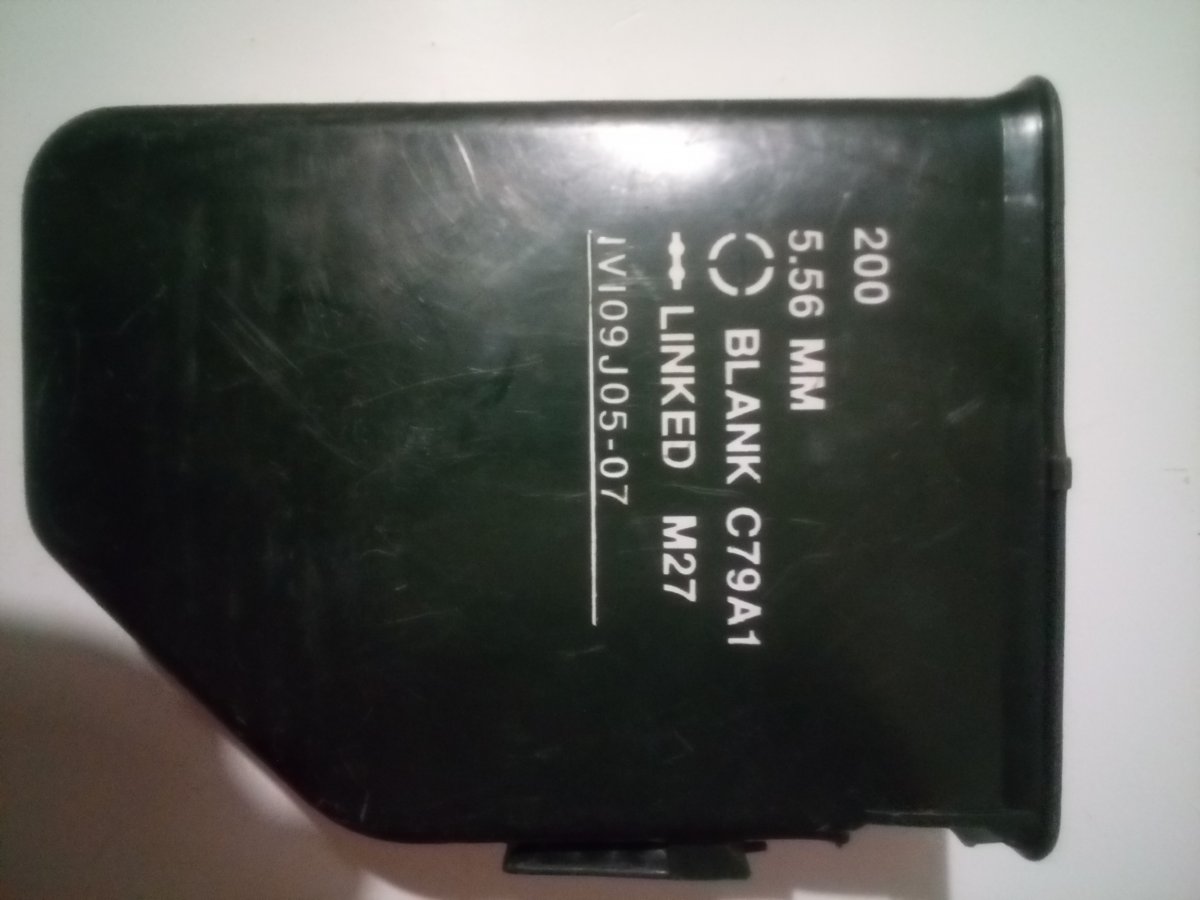 200
5.56 MM
BLANK C79A1
LINKED M27
IVI09J05-07